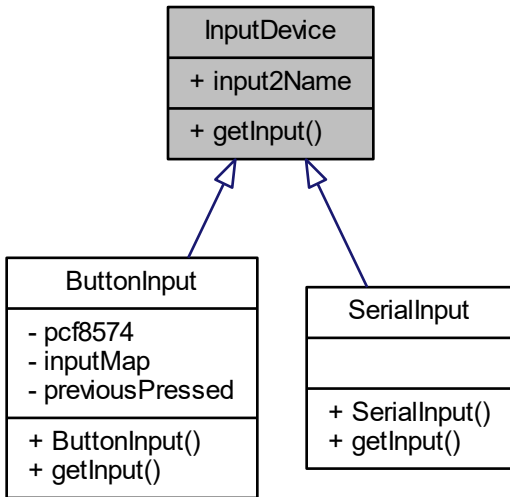 InputDevice
+ input2Name
+ getInput()
ButtonInput
- pcf8574
- inputMap
- previousPressed
+ ButtonInput()
+ getInput()
SerialInput
+ SerialInput()
+ getInput()